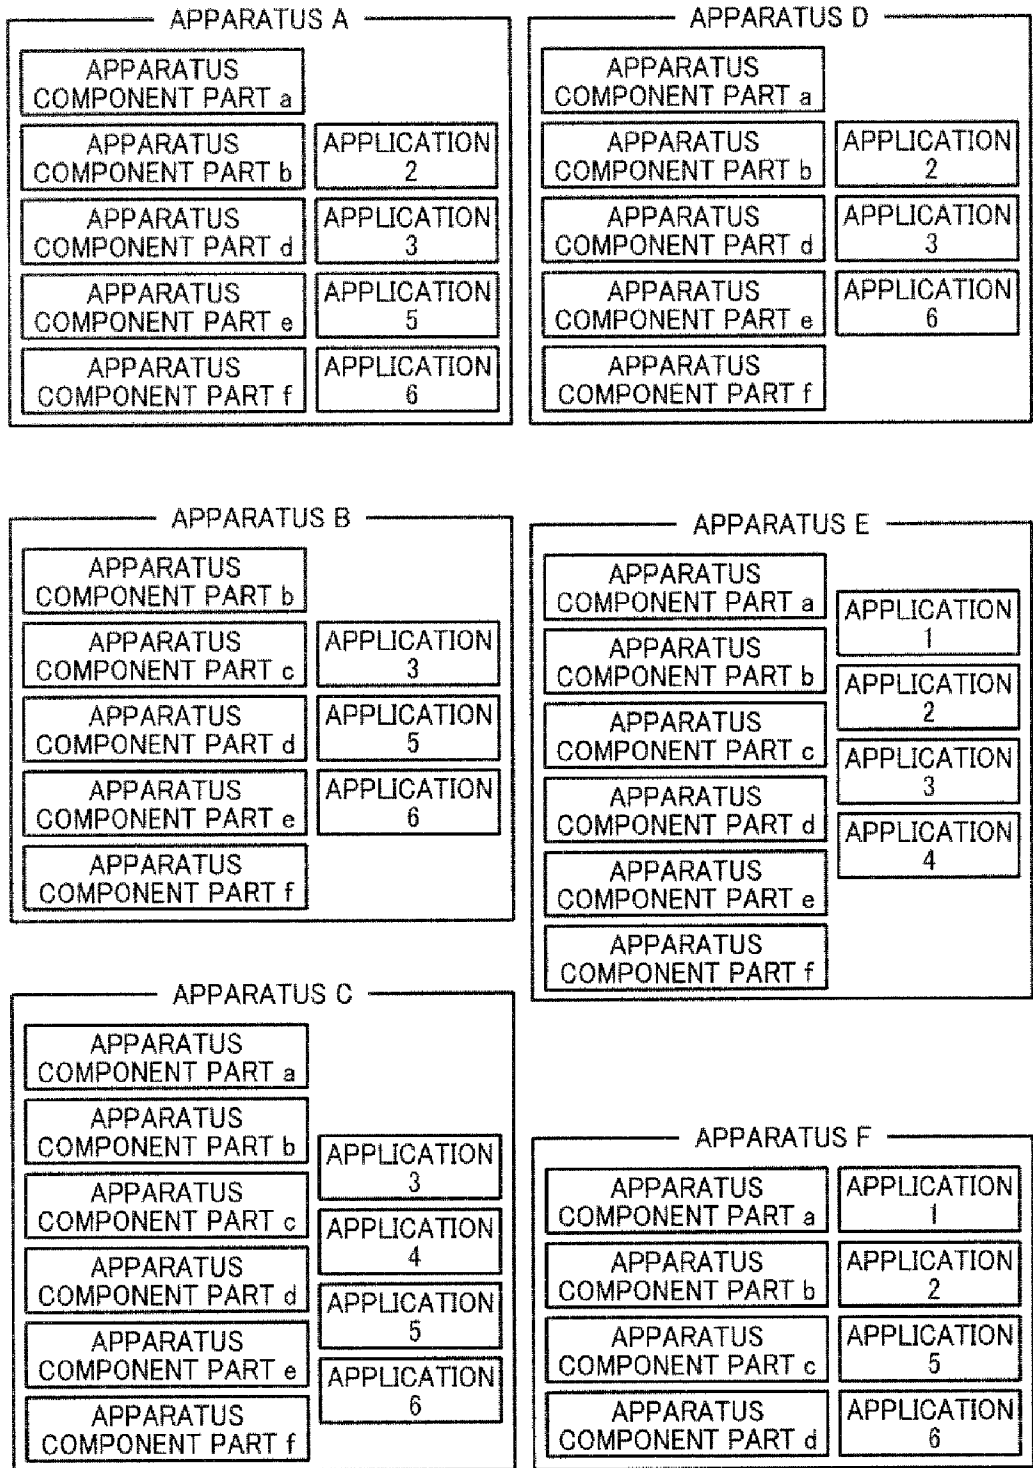 APPARATUS A
APPARATUS
COMPONENT PART a
APPARATUS
COMPONENT PART b
APPLICATION
2
APPARATUS
COMPONENT PART d
APPLICATION
3
APPARATUS
COMPONENT PART e
APPLICATION
5
APPARATUS
COMPONENT PART f
APPLICATION
6
APPARATUS B
APPARATUS
COMPONENT PART b
APPARATUS
COMPONENT PART c
APPLICATION
3
APPARATUS
COMPONENT PART d
APPLICATION
5
APPARATUS
COMPONENT PART e
APPLICATION
6
APPARATUS
COMPONENT PART f
APPARATUS C
APPARATUS
COMPONENT PART a
APPARATUS
COMPONENT PART b
APPARATUS
COMPONENT PART c
APPARATUS
COMPONENT PART d
APPARATUS
COMPONENT PART e
APPARATUS
COMPONENT PART f
APPLICATION
3
APPLICATION
4
APPLICATION
5
APPLICATION
6
APPARATUS D
APPARATUS
COMPONENT PART a
APPARATUS
COMPONENT PART b
APPLICATION
2
APPARATUS
COMPONENT PART d
APPLICATION
3
APPARATUS
COMPONENT PART e
APPLICATION
6
APPARATUS
COMPONENT PART f
APPARATUS E
APPARATUS
COMPONENT PART a
APPARATUS
COMPONENT PART b
APPARATUS
COMPONENT PART c
APPARATUS
COMPONENT PART d
APPARATUS
COMPONENT PART e
APPARATUS
COMPONENT PART f
APPLICATION
1
APPLICATION
2
APPLICATION
3
APPLICATION
4
APPARATUS F
APPARATUS
COMPONENT PART a
APPLICATION
1
APPARATUS
COMPONENT PART b
APPLICATION
2
APPARATUS
COMPONENT PART c
APPLICATION
5
APPARATUS
COMPONENT PART d
APPLICATION
6